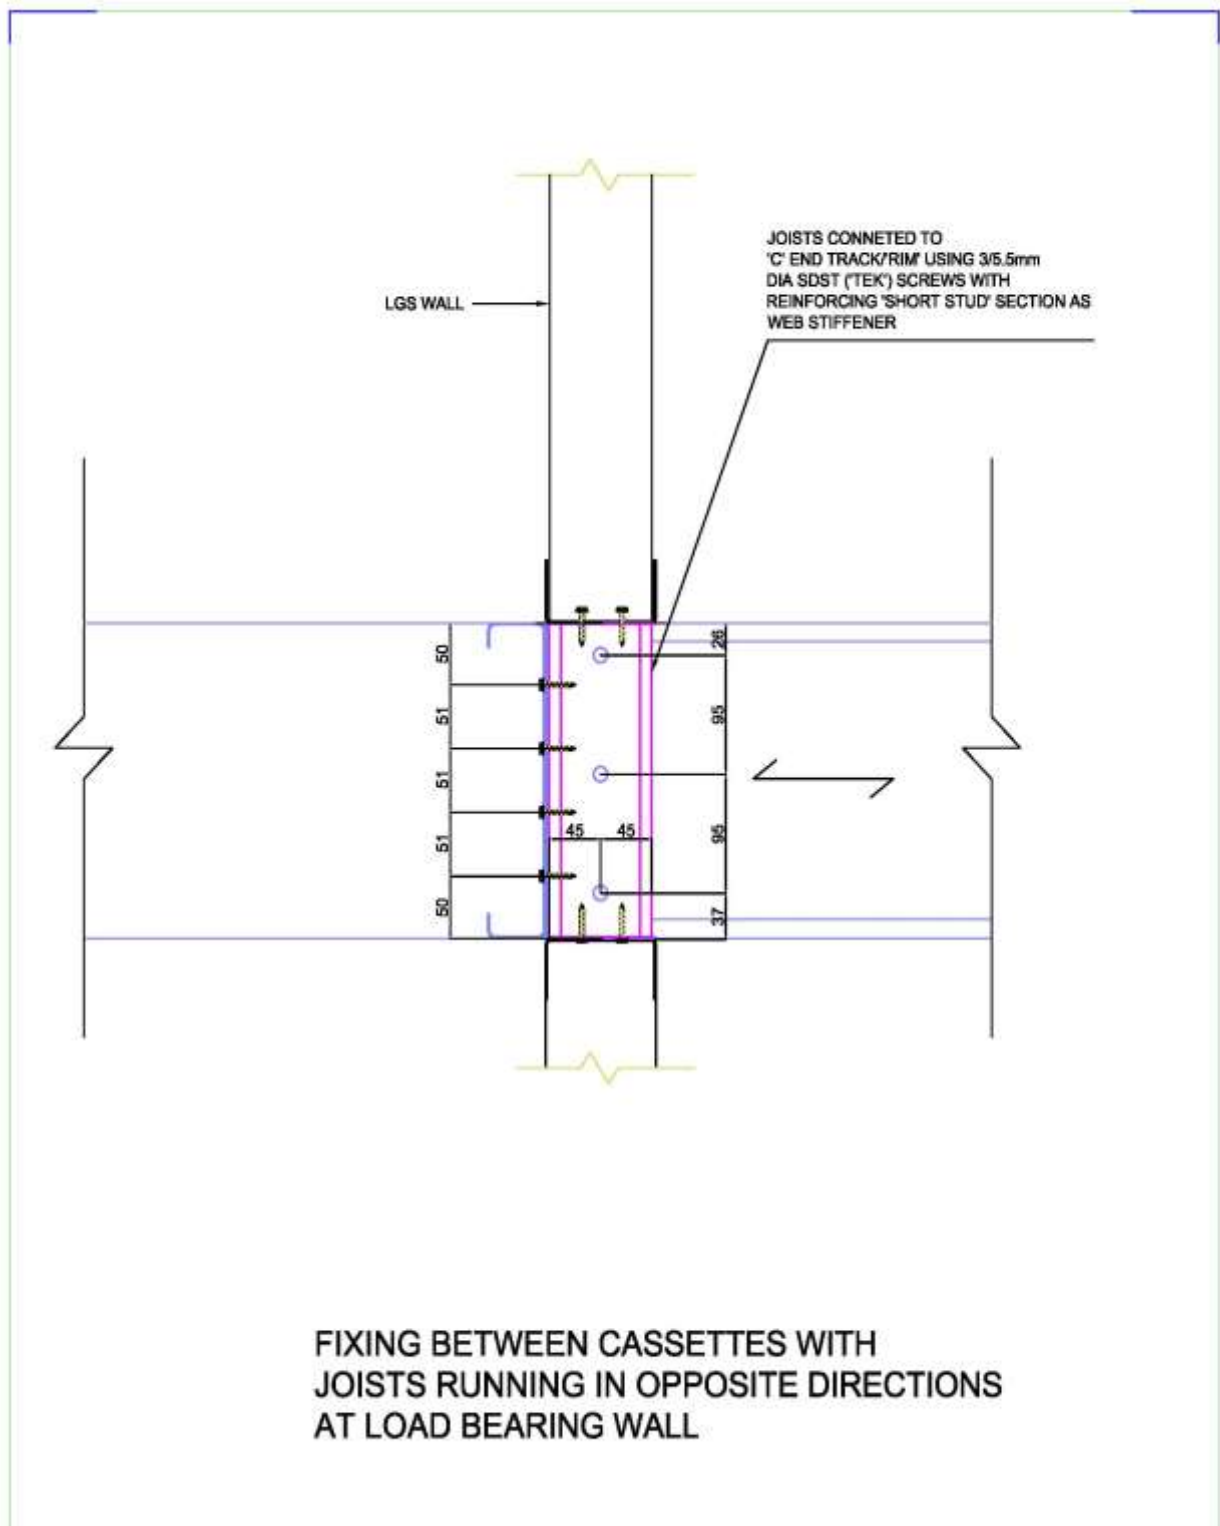 JOISTS CONNETED TO
'C' END TRACK/'RIM' USING 3/5.5mm
DIA SDST ('TEK') SCREWS WITH
REINFORCING 'SHORT STUD' SECTION AS
WEB STIFFENER
LGS WALL
50
51
51
51
50
26
95
95
37
45
45
FIXING BETWEEN CASSETTES WITH
JOISTS RUNNING IN OPPOSITE DIRECTIONS
AT LOAD BEARING WALL